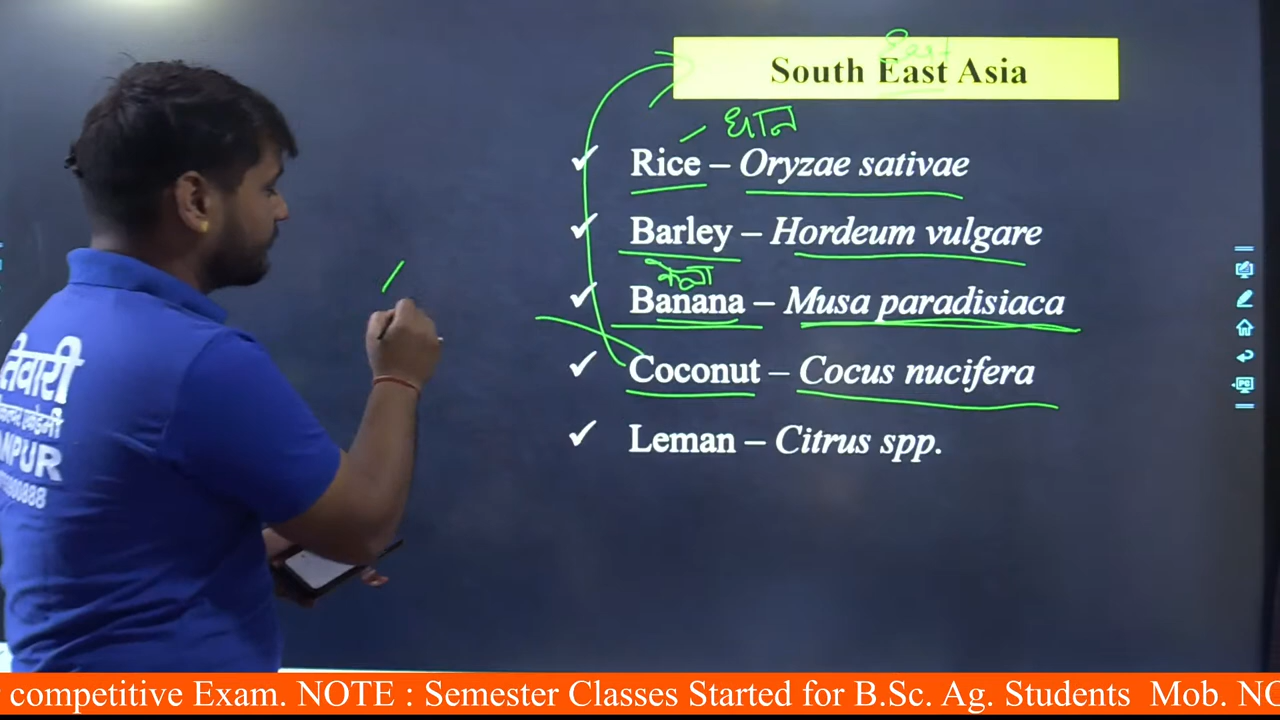 East
South East Asia
धान
Rice – Oryzae sativae
Barley – Hordeum vulgare
केला
Banana – Musa paradisiaca
Coconut – Cocus nucifera
Leman – Citrus spp.
तिवारी
competitive Exam. NOTE : Semester Classes Started for B.Sc. Ag. Students Mob. NO